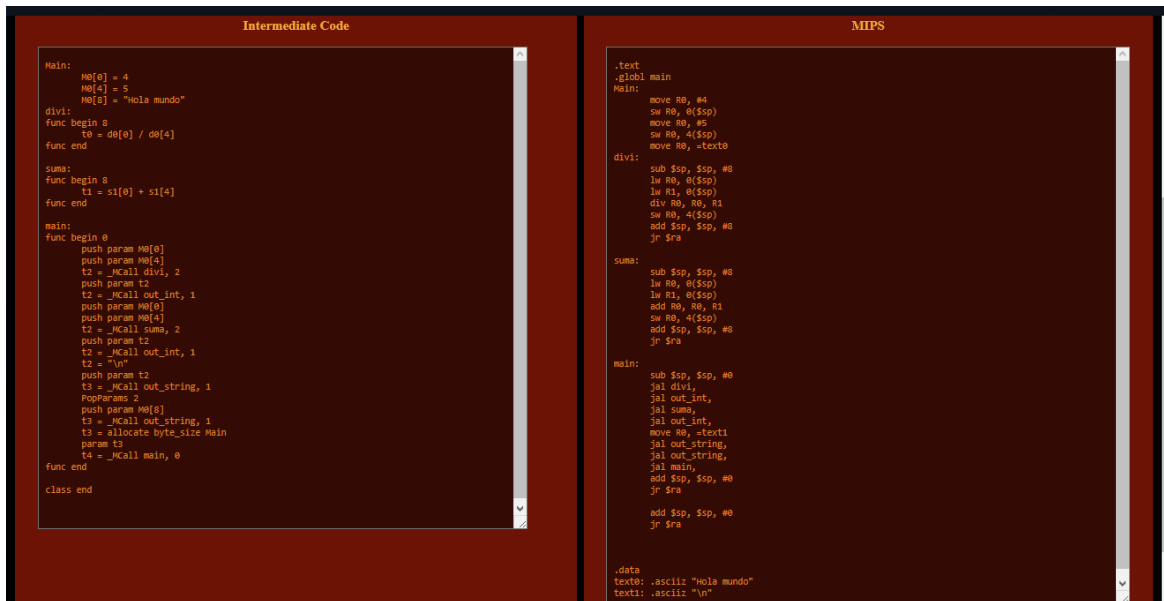 Intermediate Code
Main:
M0[0] = 4
M0[4] = 5
M0[8] = "Hola mundo"
divi:
func begin 8
t0 = d0[0] / d0[4]
func end
suma:
func begin 8
t1 = s1[0] + s1[4]
func end
main:
func begin 0
push param M0[0]
push param M0[4]
t2 = _MCall divi, 2
push param t2
t2 = _MCall out_int, 1
push param M0[0]
push param M0[4]
t2 = _MCall suma, 2
push param t2
t2 = _MCall out_int, 1
t2 = "\n"
push param t2
t3 = _MCall out_string, 1
PopParams 2
push param M0[8]
t3 = _MCall out_string, 1
t3 = allocate byte_size Main
param t3
t4 = _MCall main, 0
func end
class end
MIPS
.text
.globl main
Main:
move R0, #4
sw R0, 0($sp)
move R0, #5
sw R0, 4($sp)
move R0, =text0
divi:
sub $sp, $sp, #8
lw R0, 0($sp)
lw R1, 0($sp)
div R0, R0, R1
sw R0, 4($sp)
add $sp, $sp, #8
jr $ra
suma:
sub $sp, $sp, #8
lw R0, 0($sp)
lw R1, 0($sp)
add R0, R0, R1
sw R0, 4($sp)
add $sp, $sp, #8
jr $ra
main:
sub $sp, $sp, #0
jal divi,
jal out_int,
jal suma,
jal out_int,
move R0, =text1
jal out_string,
jal out_string,
jal main,
add $sp, $sp, #0
jr $ra
add $sp, $sp, #0
jr $ra
.data
text0: .asciiz "Hola mundo"
text1: .asciiz "\n"